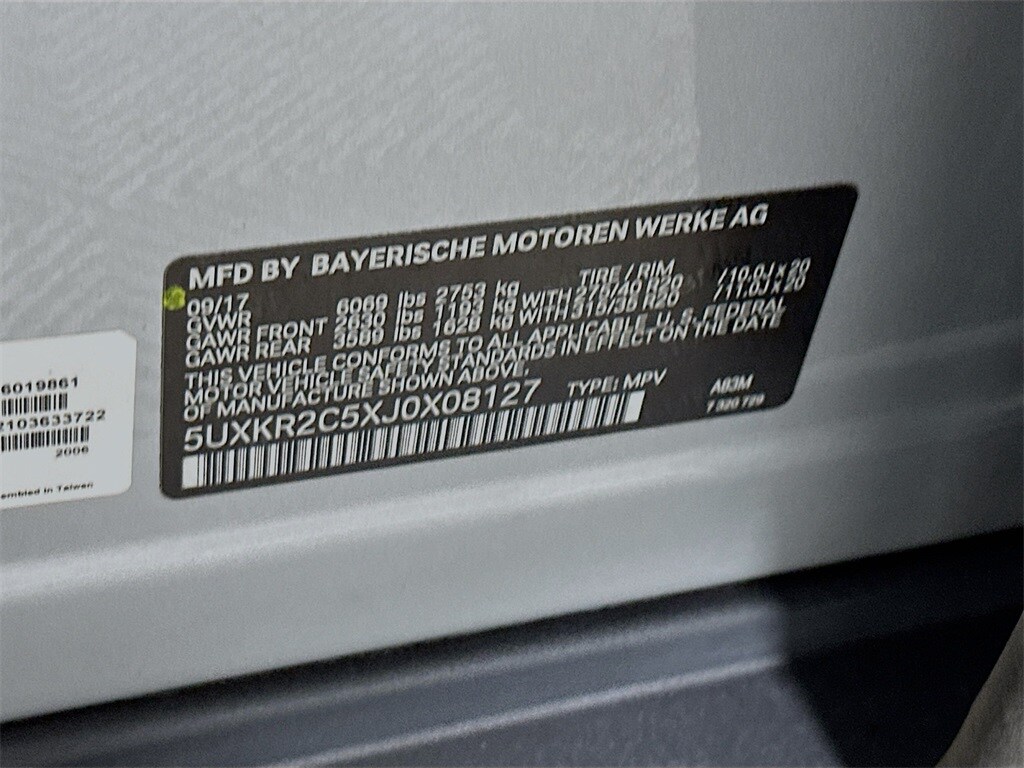 MFD BY BAYERISCHE MOTOREN WERKE AG
09/17 TIRE / RIM
GVWR 6069 lbs 2753 kg
GAWR FRONT 2630 lbs 1193 kg WITH 275/40 R20 /10.0J x 20
GAWR REAR 3589 lbs 1628 kg WITH 315/35 R20 /11.0J x 20
THIS VEHICLE CONFORMS TO ALL APPLICABLE U. S. FEDERAL
MOTOR VEHICLE SAFETY STANDARDS IN EFFECT ON THE DATE
OF MANUFACTURE SHOWN ABOVE.
5UXKR2C5XJ0X08127 TYPE: MPV A83M
7 320 729
6019861
2103633722
2006
embled in Taiwan